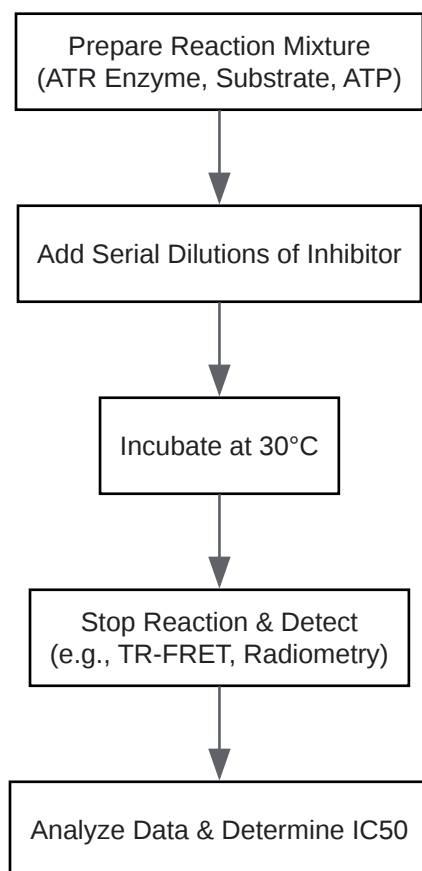 Prepare Reaction Mixture
(ATR Enzyme, Substrate, ATP)
Add Serial Dilutions of Inhibitor
Incubate at 30°C
Stop Reaction & Detect
(e.g., TR-FRET, Radiometry)
Analyze Data & Determine IC50